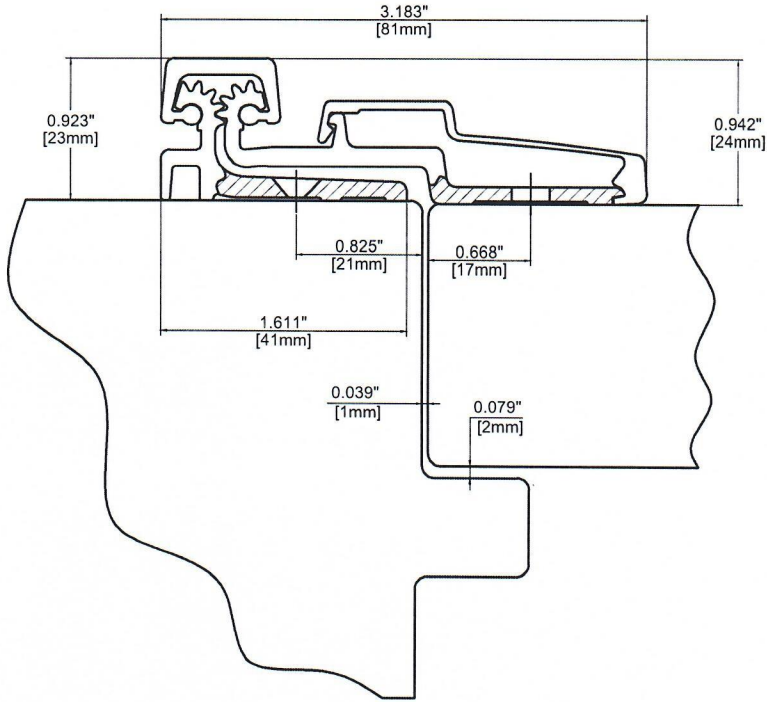 3.183"
[81mm]
0.923"
[23mm]
0.942"
[24mm]
0.825"
[21mm]
0.668"
[17mm]
1.611"
[41mm]
0.039"
[1mm]
0.079"
[2mm]